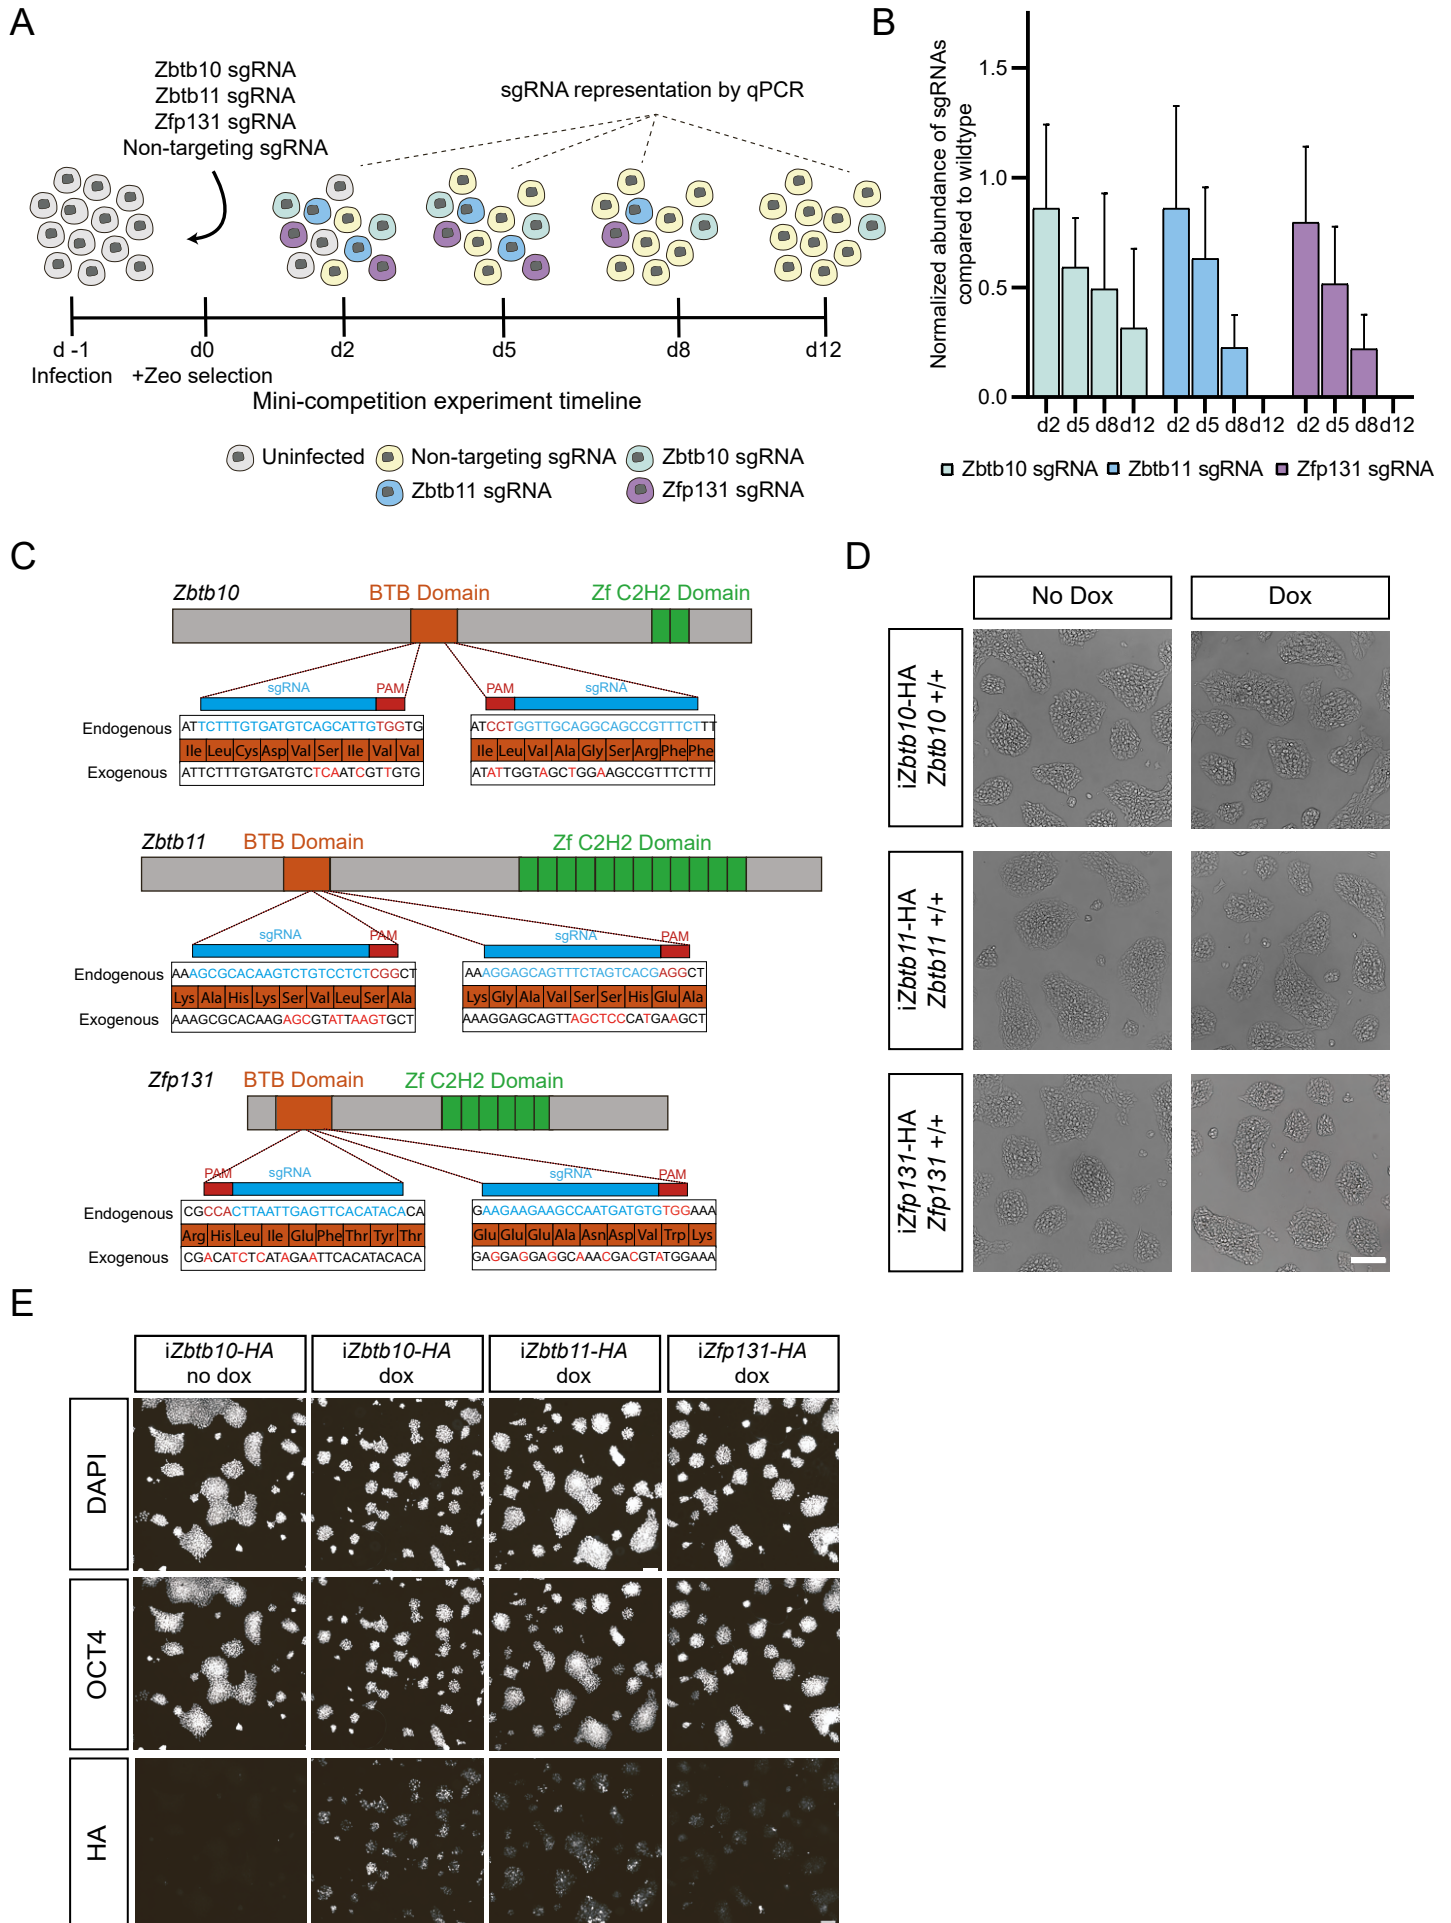 A
Zbtb10 sgRNA
Zbtb11 sgRNA
Zfp131 sgRNA
Non-targeting sgRNA
sgRNA representation by qPCR
d -1
d0
d2
d5
d8
d12
Infection
+Zeo selection
Mini-competition experiment timeline
Uninfected
Non-targeting sgRNA
Zbtb10 sgRNA
Zbtb11 sgRNA
Zfp131 sgRNA
B
Normalized abundance of sgRNAs
compared to wildtype
1.5
1.0
0.5
0.0
d2 d5 d8 d12 d2 d5 d8 d12 d2 d5 d8 d12
Zbtb10 sgRNA Zbtb11 sgRNA Zfp131 sgRNA
C
Zbtb10
BTB Domain
Zf C2H2 Domain
sgRNA PAM
PAM sgRNA
Endogenous
ATTCTTTGTGATGTCAGCATTGTGGTG
ATCCTGGTTGCAGGCAGCCGTTTCTTT
Ile Leu Cys Asp Val Ser Ile Val Val
Ile Leu Val Ala Gly Ser Arg Phe Phe
Exogenous
ATTCTTTGTGATGTCTCAATCGTTGTG
ATATTGGTAGCTGGAAGCCGTTTCTTT
Zbtb11
BTB Domain
Zf C2H2 Domain
sgRNA PAM
sgRNA PAM
Endogenous
AAAGCGCACAAGTCTGTCCTCTCGGCT
AAAGGAGCAGTTTCTAGTCACGAGGCT
Lys Ala His Lys Ser Val Leu Ser Ala
Lys Gly Ala Val Ser Ser His Glu Ala
Exogenous
AAAGCGCACAAGAGCGTATTAAGTGCT
AAAGGAGCAGTTAGCTCCCATGAAGCT
Zfp131
BTB Domain
Zf C2H2 Domain
PAM sgRNA
sgRNA PAM
Endogenous
CGCCACTTAATTGAGTTCACATACACA
GAAGAAGAAGCCAATGATGTGTGGAAA
Arg His Leu Ile Glu Phe Thr Tyr Thr
Glu Glu Glu Ala Asn Asp Val Trp Lys
Exogenous
CGACATCTCATAGAATTCACATACACA
GAGGAGGAGGCAAACGACGTATGGAAA
D
No Dox
Dox
iZbtb10-HA
Zbtb10 +/+
iZbtb11-HA
Zbtb11 +/+
iZfp131-HA
Zfp131 +/+
E
iZbtb10-HA
no dox
iZbtb10-HA
dox
iZbtb11-HA
dox
iZfp131-HA
dox
DAPI
OCT4
HA